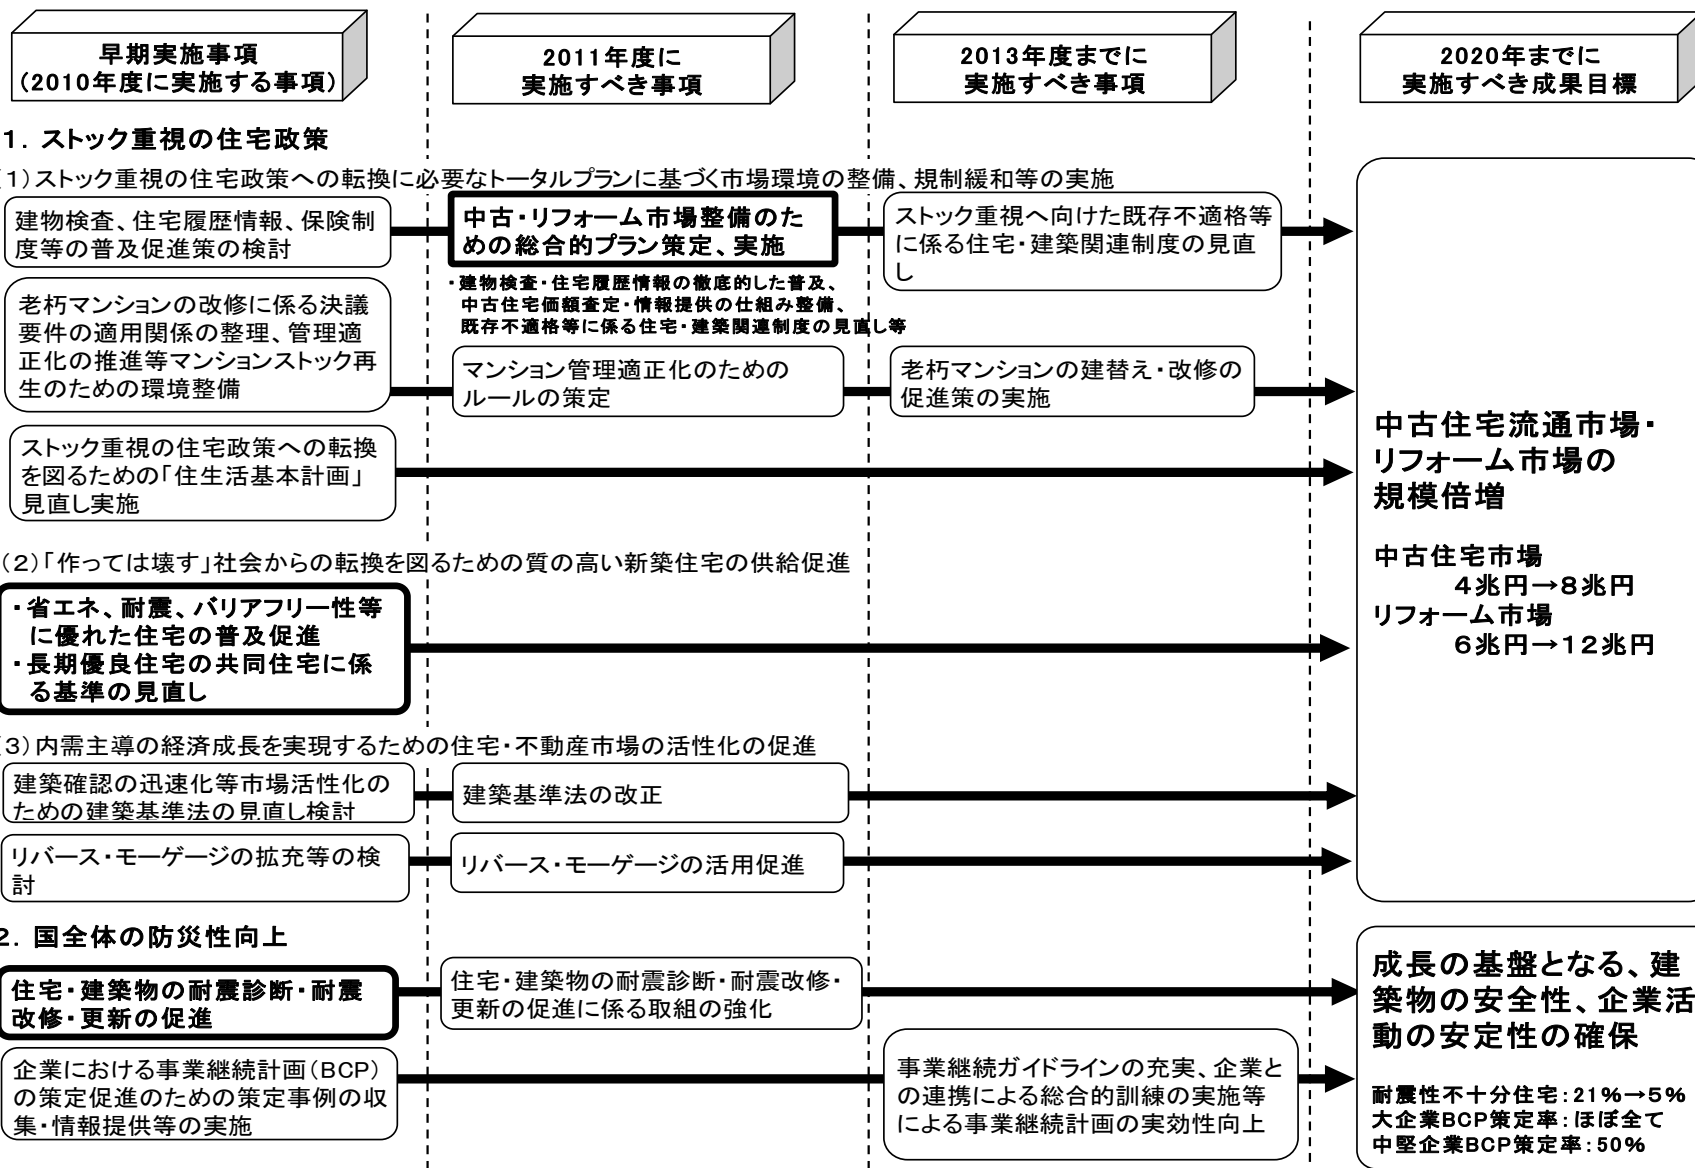 早期実施事項
(2010年度に実施する事項)
2011年度に
実施すべき事項
2013年度までに
実施すべき事項
2020年までに
実施すべき成果目標
1．ストック重視の住宅政策
(1)ストック重視の住宅政策への転換に必要なトータルプランに基づく市場環境の整備、規制緩和等の実施
建物検査、住宅履歴情報、保険制
度等の普及促進策の検討
中古・リフォーム市場整備のた
めの総合的プラン策定、実施
・建物検査・住宅履歴情報の徹底的した普及、
中古住宅価額査定・情報提供の仕組み整備、
既存不適格等に係る住宅・建築関連制度の見直し等
ストック重視へ向けた既存不適格等
に係る住宅・建築関連制度の見直
し
老朽マンションの改修に係る決議
要件の適用関係の整理、管理適
正化の推進等マンションストック再
生のための環境整備
マンション管理適正化のための
ルールの策定
老朽マンションの建替え・改修の
促進策の実施
ストック重視の住宅政策への転換
を図るための「住生活基本計画」
見直し実施
中古住宅流通市場・
リフォーム市場の
規模倍増
中古住宅市場
4兆円→8兆円
リフォーム市場
6兆円→12兆円
(2)「作っては壊す」社会からの転換を図るための質の高い新築住宅の供給促進
・省エネ、耐震、バリアフリー性等
に優れた住宅の普及促進
・長期優良住宅の共同住宅に係
る基準の見直し
(3)内需主導の経済成長を実現するための住宅・不動産市場の活性化の促進
建築確認の迅速化等市場活性化の
ための建築基準法の見直し検討
建築基準法の改正
リバース・モーゲージの拡充等の検
討
リバース・モーゲージの活用促進
2．国全体の防災性向上
住宅・建築物の耐震診断・耐震
改修・更新の促進
住宅・建築物の耐震診断・耐震改修・
更新の促進に係る取組の強化
企業における事業継続計画(BCP)
の策定促進のための策定事例の収
集・情報提供等の実施
事業継続ガイドラインの充実、企業と
の連携による総合的訓練の実施等
による事業継続計画の実効性向上
成長の基盤となる、建
築物の安全性、企業活
動の安定性の確保
耐震性不十分住宅：21%→5%
大企業BCP策定率：ほぼ全て
中堅企業BCP策定率：50%